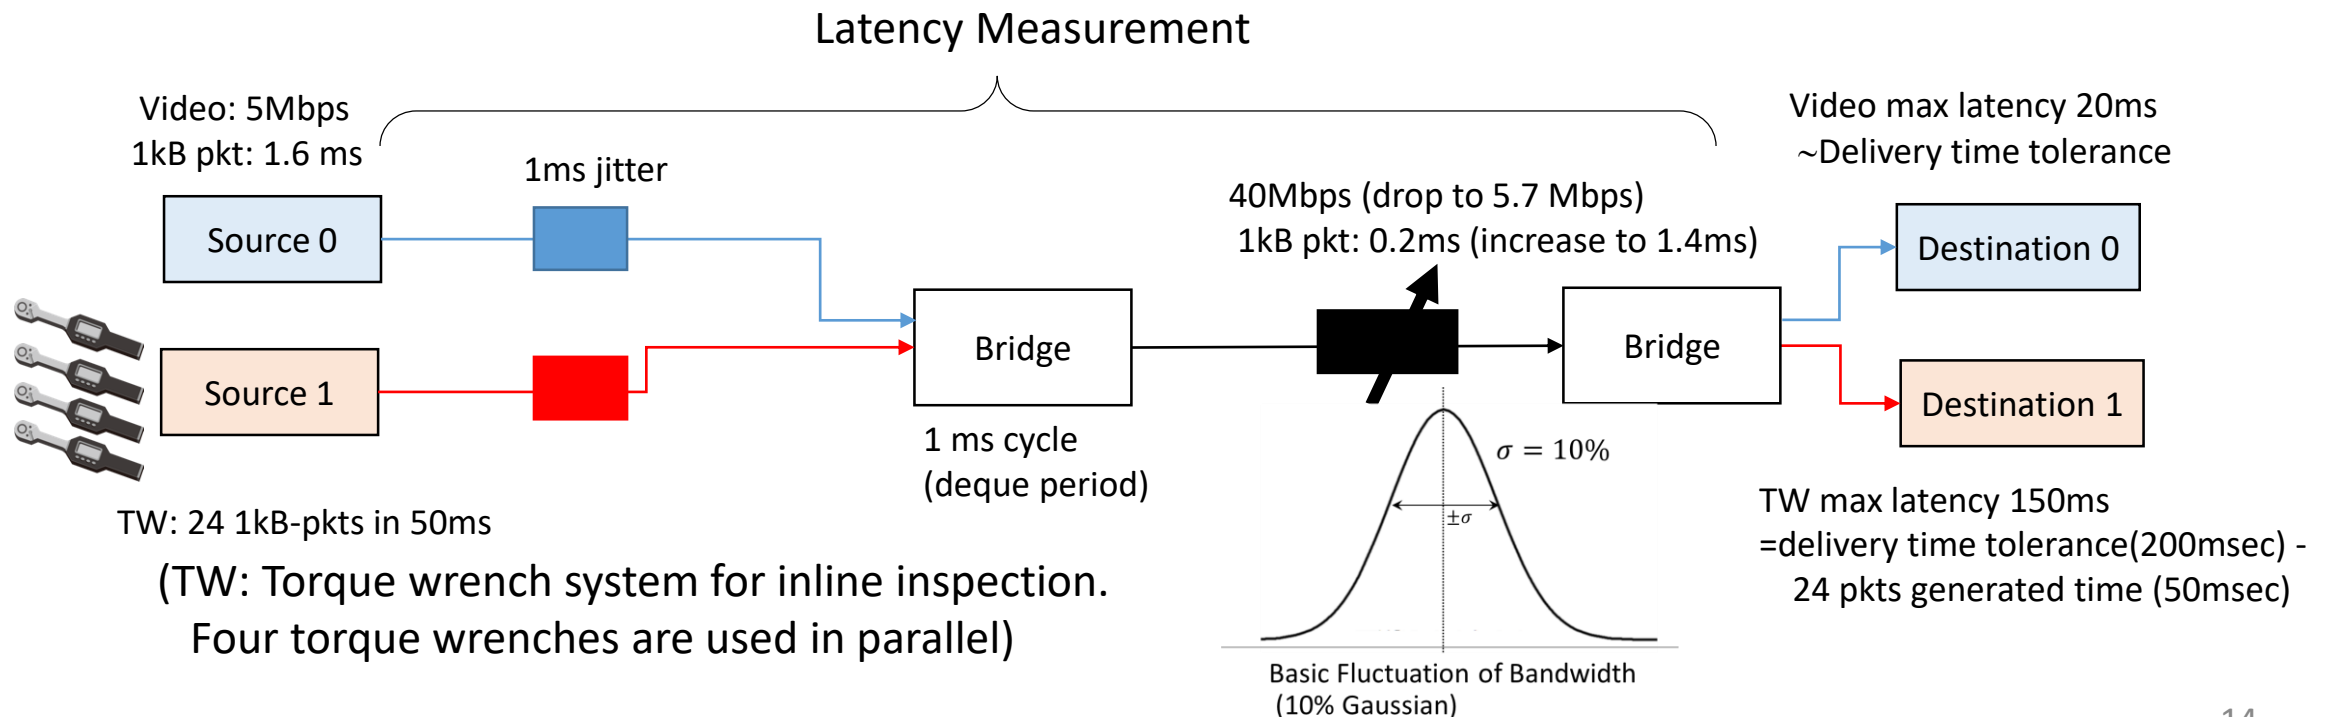 Latency Measurement
Video: 5Mbps
1kB pkt: 1.6 ms
1ms jitter
Video max latency 20ms
~Delivery time tolerance
40Mbps (drop to 5.7 Mbps)
1kB pkt: 0.2ms (increase to 1.4ms)
Source 0
Destination 0
Bridge
Bridge
Source 1
Destination 1
1 ms cycle
(deque period)
σ = 10%
±σ
TW: 24 1kB-pkts in 50ms
TW max latency 150ms
=delivery time tolerance(200msec) -
24 pkts generated time (50msec)
(TW: Torque wrench system for inline inspection.
Four torque wrenches are used in parallel)
Basic Fluctuation of Bandwidth
(10% Gaussian)